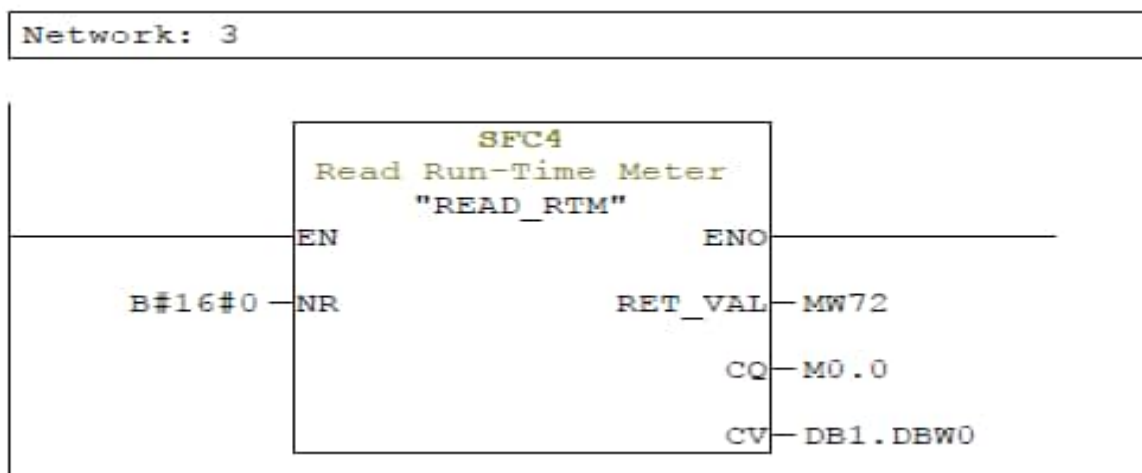 Network: 3
SFC4
Read Run-Time Meter
"READ_RTM"
EN ENO
B#16#0 NR RET_VAL MW72
CQ M0.0
CV DB1.DBW0